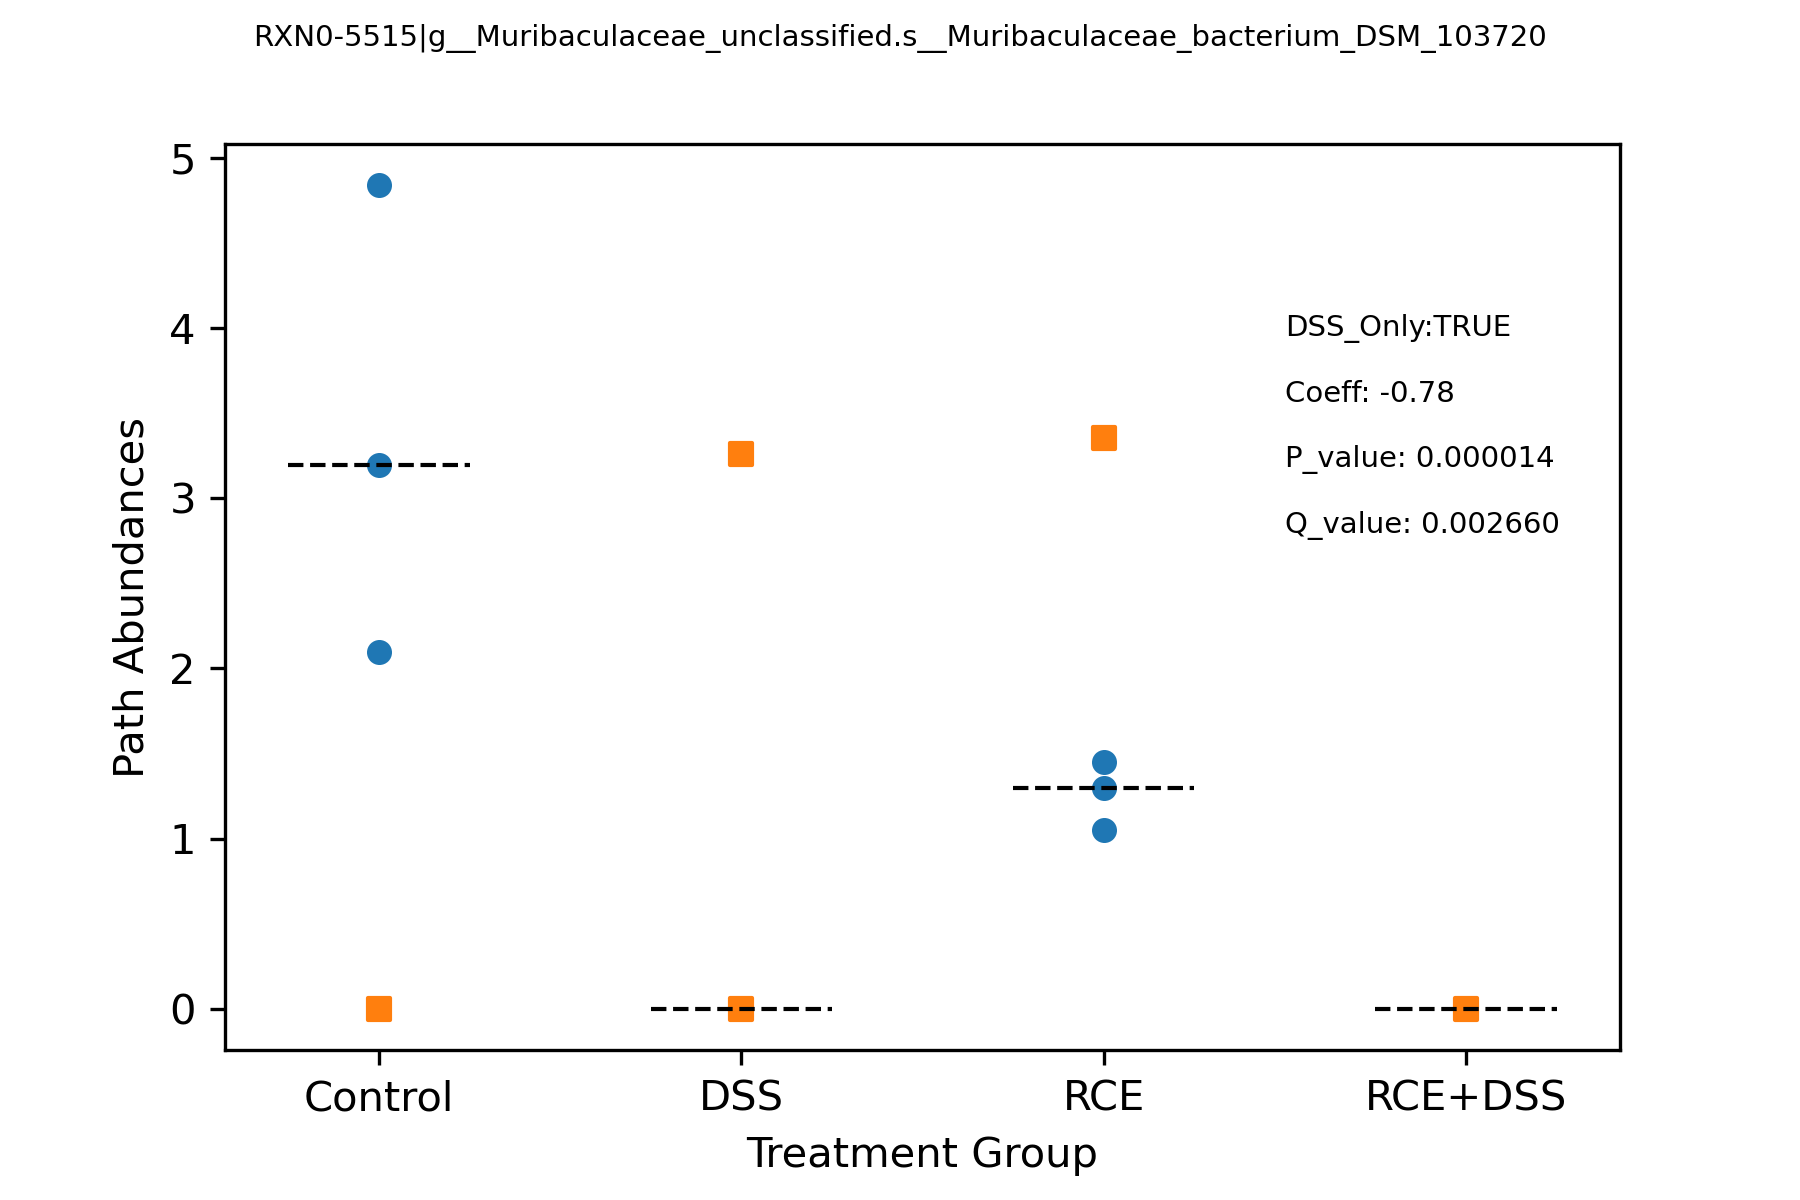 RXN0-5515|g__Muribaculaceae_unclassified.s__Muribaculaceae_bacterium_DSM_103720
5
4
3
2
1
0
Path Abundances
DSS_Only:TRUE
Coeff: -0.78
P_value: 0.000014
Q_value: 0.002660
Control DSS RCE RCE+DSS
Treatment Group